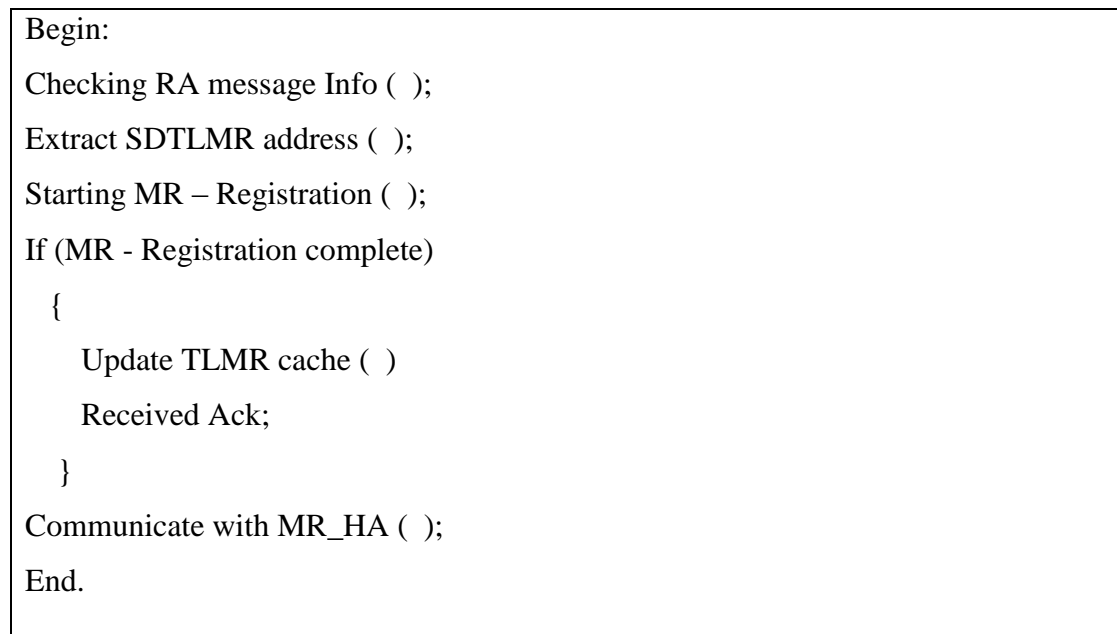 Begin:
Checking RA message Info ( );
Extract SDTLMR address ( );
Starting MR – Registration ( );
If (MR - Registration complete)
{
Update TLMR cache ( )
Received Ack;
}
Communicate with MR_HA ( );
End.